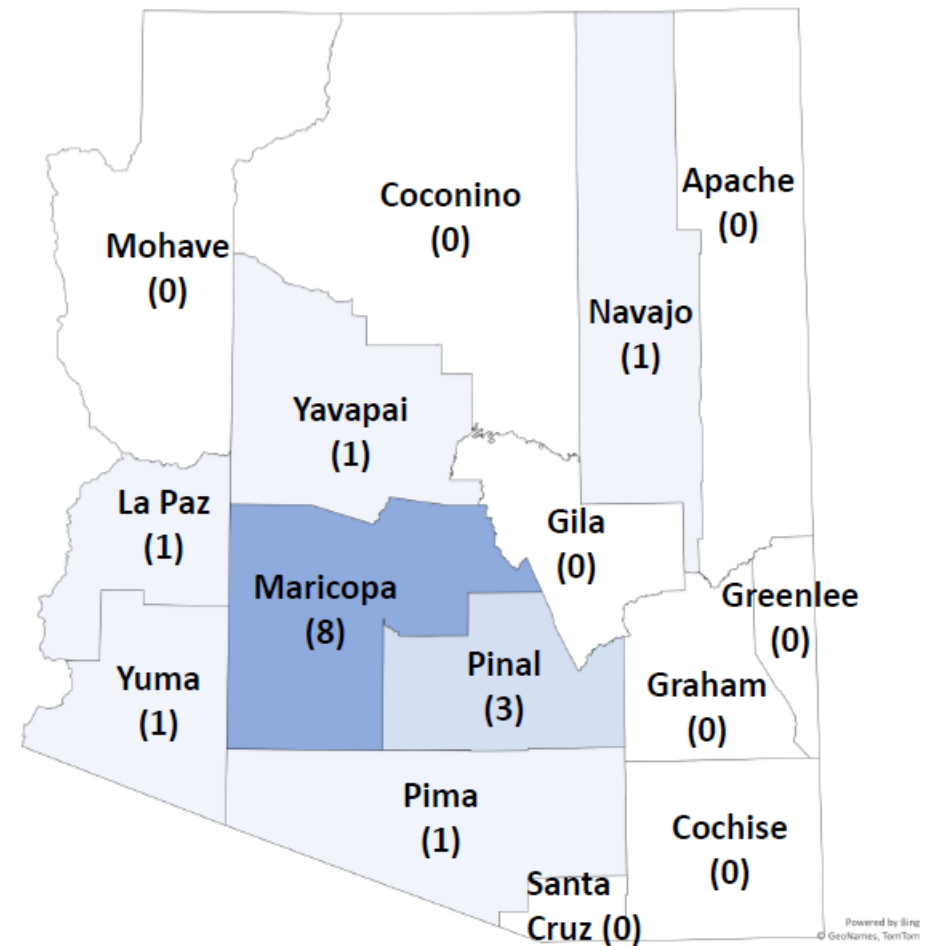 Coconino
(0)
Apache
(0)
Mohave
(0)
Navajo
(1)
Yavapai
(1)
La Paz
(1)
Gila
(0)
Maricopa
(8)
Greenlee
(0)
Pinal
(3)
Yuma
(1)
Graham
(0)
Pima
(1)
Cochise
(0)
Santa
Cruz (0)
Powered by Bing
© GeoNames, TomTom